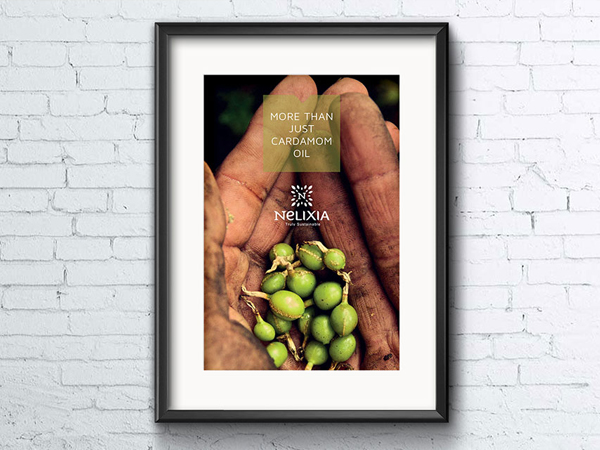 MORE THAN
JUST
CARDAMOM
OIL
NELIXIA
Truly Sustainable